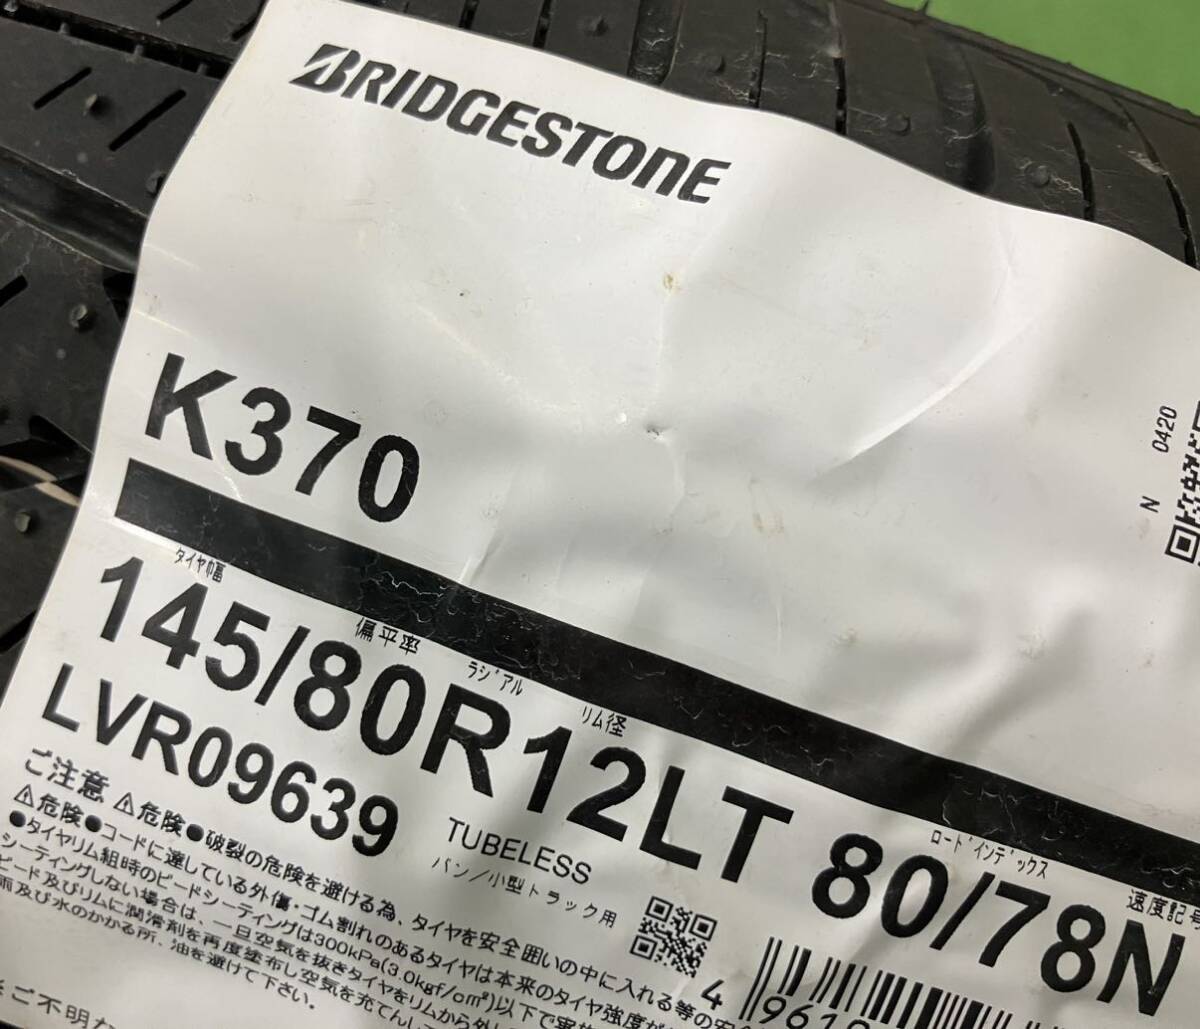 BRIDGESTONE
K370
N 0420
タイヤ幅 偏平率 ラジアル リム径 ロードインデックス 速度記号
145/80R12LT 80/78N
LVR09639
TUBELESS
バン/小型トラック用
ご注意
⚠危険●コードに達している外傷・ゴム割れのあるタイヤは本来のタイヤ強度が
⚠危険●破裂の危険を避ける為、タイヤを安全囲いの中に入れる等の安全
●タイヤリム組時のビードシーティングは300kPa(3.0kgf/c㎡)以下で実施
シーティングしない場合は、一旦空気を抜きタイヤをリムから外し
ビード及びリムに潤滑剤を再度塗布し空気を充てんして
雨及び水のかかる所、油を避けて下さい。
ご不明な
4
9619